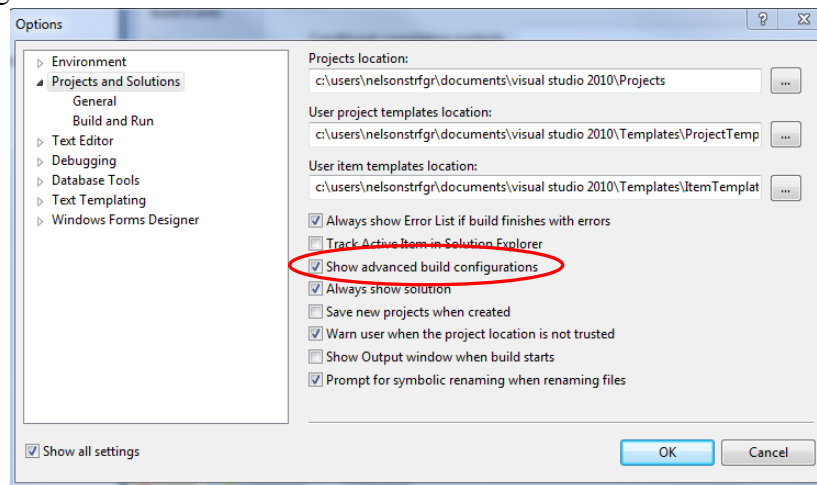 Options
Environment
Projects and Solutions
General
Build and Run
Text Editor
Debugging
Database Tools
Text Templating
Windows Forms Designer
Projects location:
c:\users\nelsonstrfgr\documents\visual studio 2010\Projects
...
User project templates location:
c:\users\nelsonstrfgr\documents\visual studio 2010\Templates\ProjectTemp
...
User item templates location:
c:\users\nelsonstrfgr\documents\visual studio 2010\Templates\ItemTemplat
...
Always show Error List if build finishes with errors
Track Active Item in Solution Explorer
Show advanced build configurations
Always show solution
Save new projects when created
Warn user when the project location is not trusted
Show Output window when build starts
Prompt for symbolic renaming when renaming files
Show all settings
OK Cancel